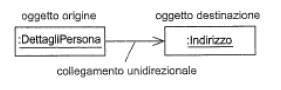 oggetto origine
oggetto destinazione
:DettagliPersona
:Indirizzo
collegamento unidirezionale